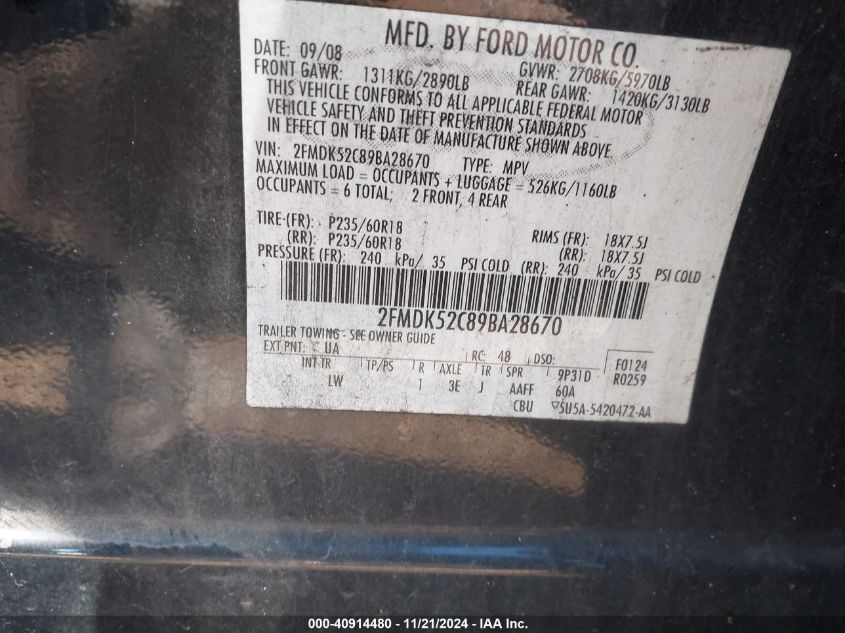 MFD. BY FORD MOTOR CO.
DATE: 09/08 GVWR: 2708KG/5970LB
FRONT GAWR: 1311KG/2890LB REAR GAWR: 1420KG/3130LB
THIS VEHICLE CONFORMS TO ALL APPLICABLE FEDERAL MOTOR
VEHICLE SAFETY AND THEFT PREVENTION STANDARDS
IN EFFECT ON THE DATE OF MANUFACTURE SHOWN ABOVE.
VIN: 2FMDK52C89BA28670 TYPE: MPV
MAXIMUM LOAD = OCCUPANTS + LUGGAGE = 526KG/1160LB
OCCUPANTS = 6 TOTAL; 2 FRONT, 4 REAR
TIRE (FR): P235/60R18 RIMS (FR): 18X7.5J
(RR): P235/60R18 (RR): 18X7.5J
PRESSURE (FR): 240 kPa/ 35 PSI COLD (RR): 240 kPa/ 35 PSI COLD
2FMDK52C89BA28670
TRAILER TOWING - SEE OWNER GUIDE
EXT PNT: UA RC: 48 DSO: F0124
INT TR TP/PS R AXLE TR SPR 9P31D R0259
LW 1 3E J AAFF 60A
CBU 5U5A-5420472-AA
000-40914480 - 11/21/2024 - IAA Inc.